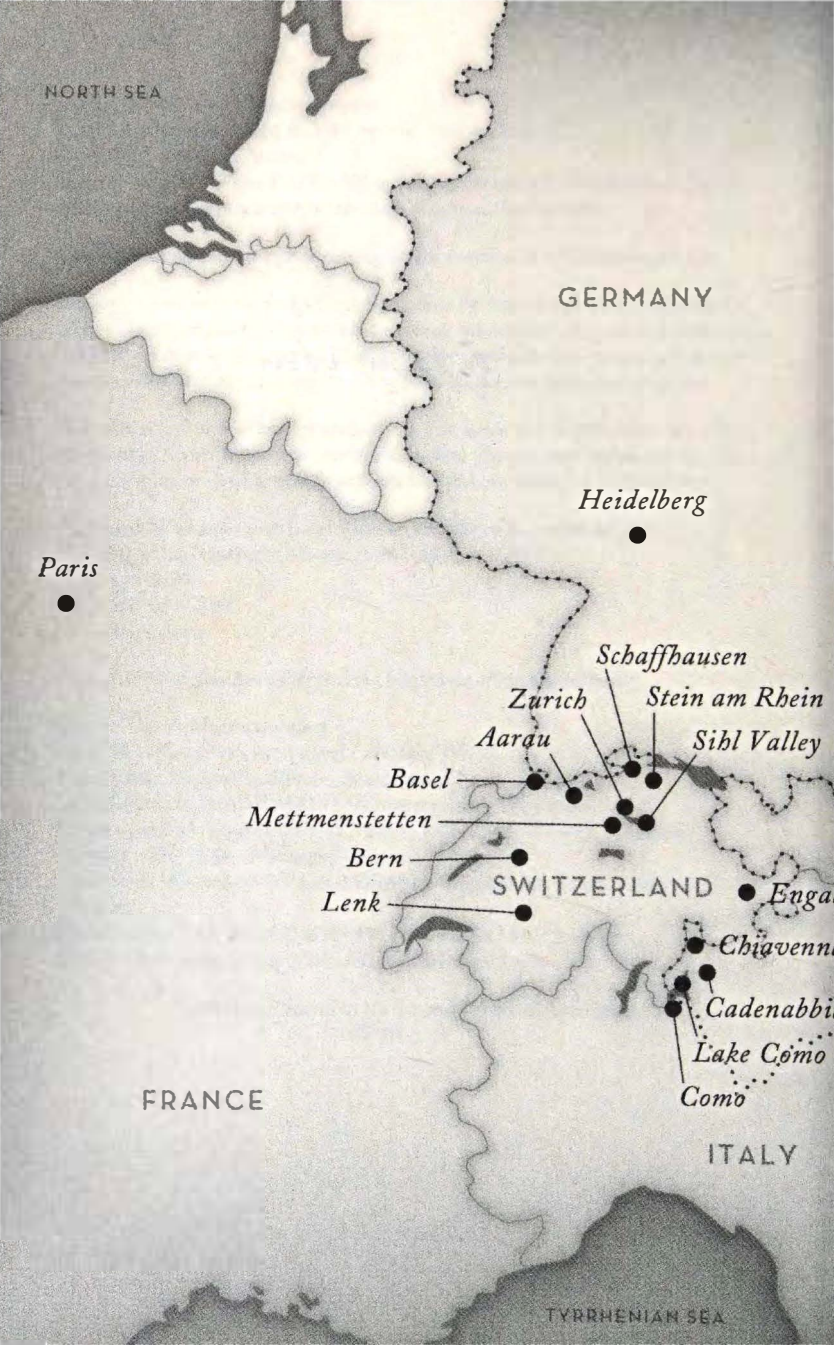 NORTH SEA
GERMANY
Heidelberg
Paris
Schaffhausen
Zurich
Stein am Rhein
Aarau
Sihl Valley
Basel
Mettmenstetten
Bern
SWITZERLAND
Lenk
Enga
Chiavenn
Cadenabbi
Lake Como
Como
FRANCE
ITALY
TYRRHENIAN SEA